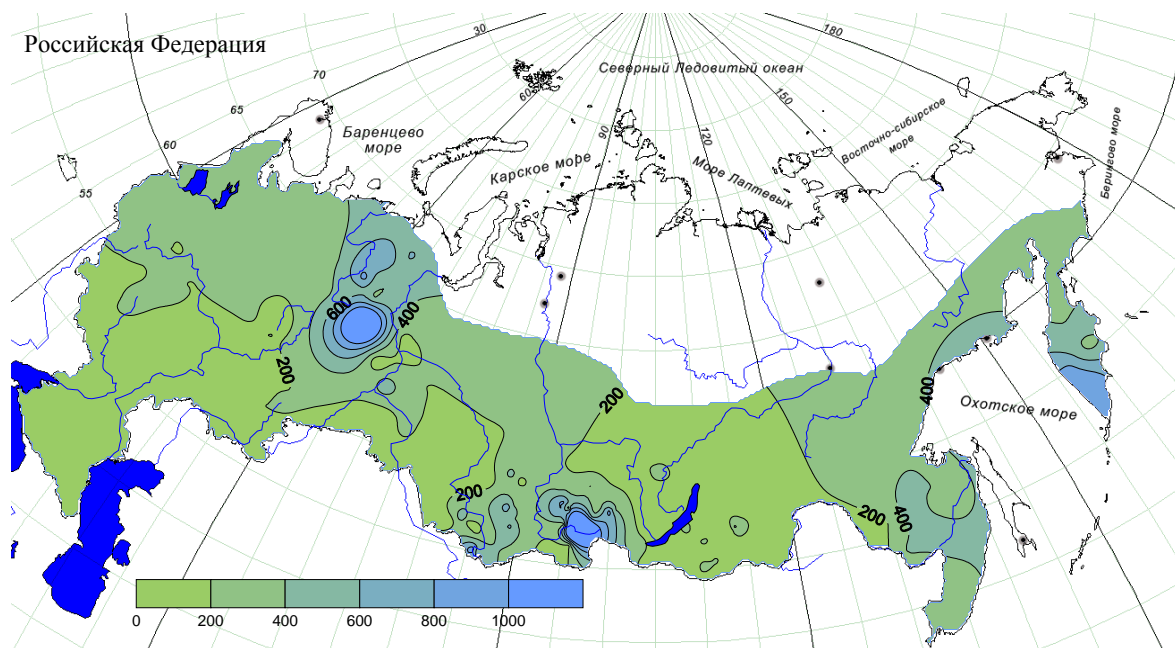 Российская Федерация
30
180
Северный Ледовитый океан
70
60
65
Баренцево
море
90
120
150
Восточно-сибирское
море
60
Карское море
Море Лаптевых
Берингово море
55
600
400
200
200
400
Охотское море
200
200
400
0
200
400
600
800
1000